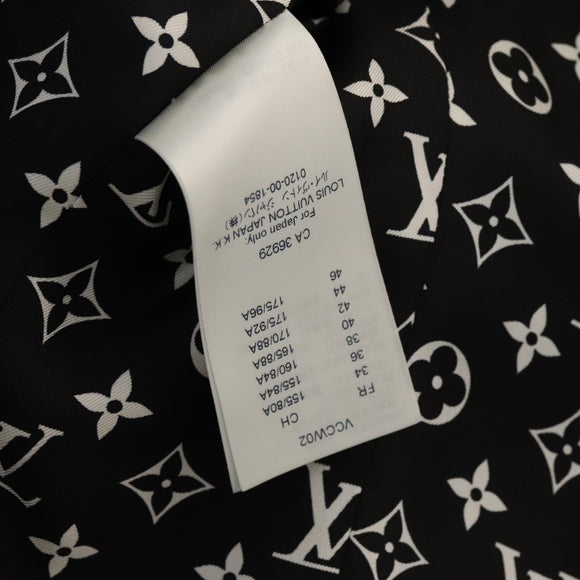 VCCW02
FR CH
34 155/80A
36 155/84A
38 160/84A
40 165/88A
42 170/88A
44 175/92A
46 175/96A
CA 36929
For Japan only:
LOUIS VUITTON JAPAN K.K.
ルイ・ヴィトン ジャパン(株)
0120-00-1854